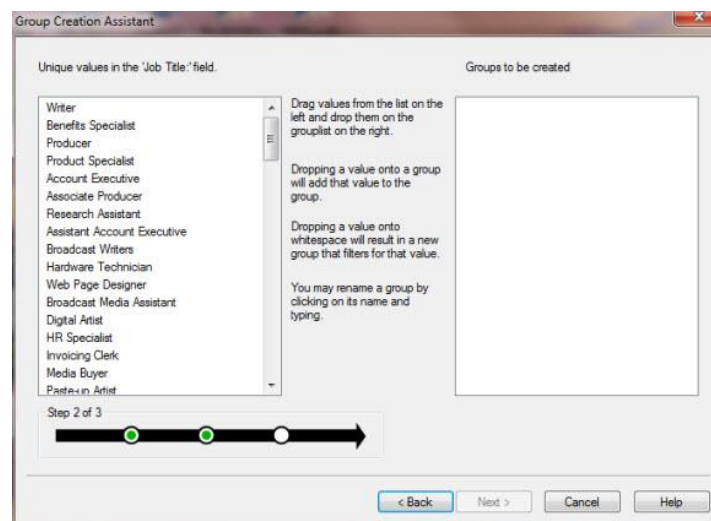 Group Creation Assistant
Unique values in the 'Job Title:' field.
Groups to be created
Writer
Benefits Specialist
Producer
Product Specialist
Account Executive
Associate Producer
Research Assistant
Assistant Account Executive
Broadcast Writers
Hardware Technician
Web Page Designer
Broadcast Media Assistant
Digital Artist
HR Specialist
Invoicing Clerk
Media Buyer
Paste-up Artist
Drag values from the list on the
left and drop them on the
grouplist on the right.
Dropping a value onto a group
will add that value to the
group.
Dropping a value onto
whitespace will result in a new
group that filters for that value.
You may rename a group by
clicking on its name and
typing.
Step 2 of 3
< Back
Next >
Cancel
Help